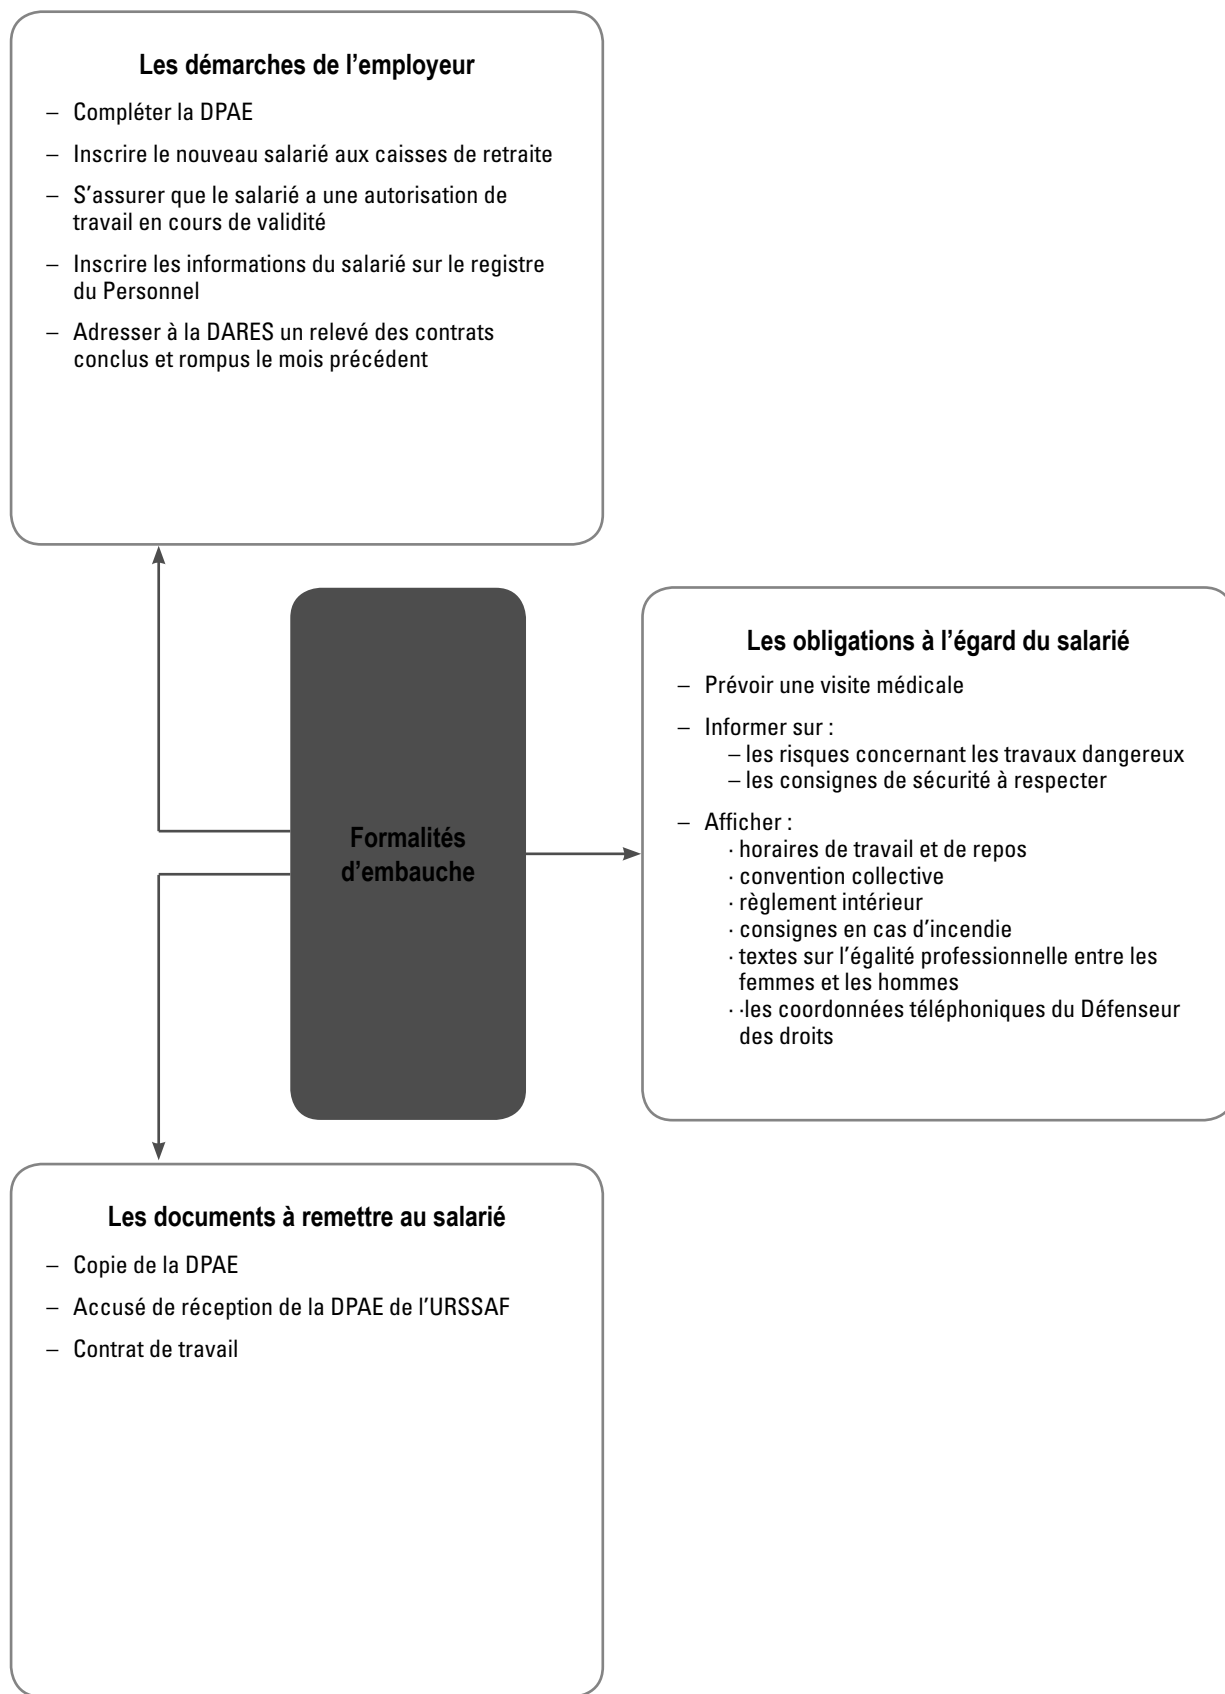 Les démarches de l’employeur
– Compléter la DPAE
– Inscrire le nouveau salarié aux caisses de retraite
– S’assurer que le salarié a une autorisation de
travail en cours de validité
– Inscrire les informations du salarié sur le registre
du Personnel
– Adresser à la DARES un relevé des contrats
conclus et rompus le mois précédent
Formalités
d’embauche
Les obligations à l’égard du salarié
– Prévoir une visite médicale
– Informer sur :
– les risques concernant les travaux dangereux
– les consignes de sécurité à respecter
– Afficher :
· horaires de travail et de repos
· convention collective
· règlement intérieur
· consignes en cas d’incendie
· textes sur l’égalité professionnelle entre les
femmes et les hommes
· ·les coordonnées téléphoniques du Défenseur
des droits
Les documents à remettre au salarié
– Copie de la DPAE
– Accusé de réception de la DPAE de l’URSSAF
– Contrat de travail